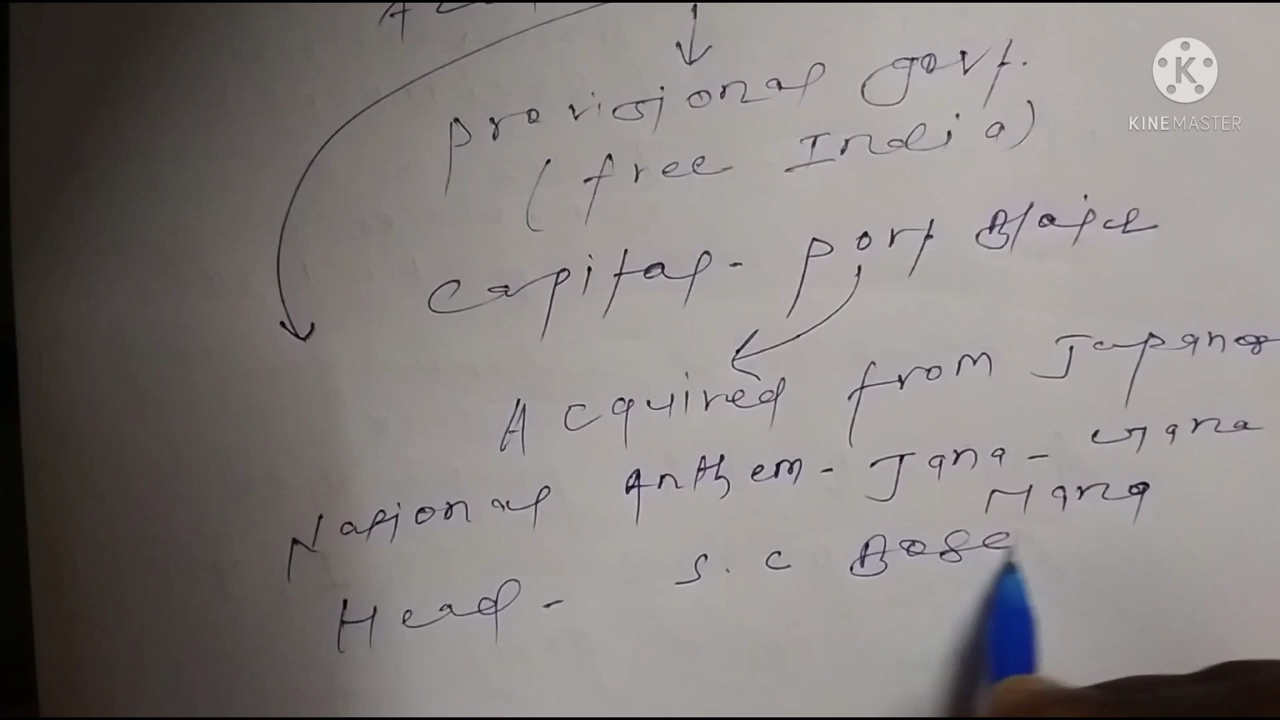 provisional govt.
(free India)
KINEMASTER
capital - port Blair
Acquired from Japanese
National Anthem - Jana - Gana
Mana
Head - S.C Bose